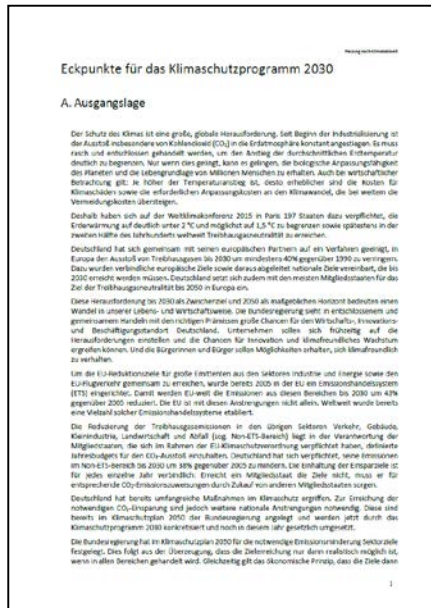 Fassung nach Klimakabinett
Eckpunkte für das Klimaschutzprogramm 2030
A. Ausgangslage
Der Schutz des Klimas ist eine große, globale Herausforderung. Seit Beginn der Industrialisierung ist
der Ausstoß insbesondere von Kohlendioxid (CO₂) in die Erdatmosphäre konstant angestiegen. Es muss
rasch und entschlossen gehandelt werden, um den Anstieg der durchschnittlichen Erdtemperatur
deutlich zu begrenzen. Nur wenn dies gelingt, kann es gelingen, die biologische Anpassungsfähigkeit
des Planeten und die Lebensgrundlage von Millionen Menschen zu erhalten. Auch bei wirtschaftlicher
Betrachtung gilt: Je höher der Temperaturanstieg ist, desto erheblicher sind die Kosten für
Klimaschäden sowie die erforderlichen Anpassungskosten an den Klimawandel, die bei weitem die
Vermeidungskosten übersteigen.
Deshalb haben sich auf der Weltklimakonferenz 2015 in Paris 197 Staaten dazu verpflichtet, die
Erderwärmung auf deutlich unter 2 °C und möglichst auf 1,5 °C zu begrenzen sowie spätestens in der
zweiten Hälfte des Jahrhunderts weltweit Treibhausgasneutralität zu erreichen.
Deutschland hat sich gemeinsam mit seinen europäischen Partnern auf ein Verfahren geeinigt, in
Europa den Ausstoß von Treibhausgasen bis 2030 um mindestens 40% gegenüber 1990 zu verringern.
Dazu wurden verbindliche europäische Ziele sowie daraus abgeleitet nationale Ziele vereinbart, die bis
2030 erreicht werden müssen. Deutschland setzt sich zudem mit den meisten Mitgliedsstaaten für das
Ziel der Treibhausgasneutralität bis 2050 in Europa ein.
Diese Herausforderung bis 2030 als Zwischenziel und 2050 als maßgeblichen Horizont bedeuten einen
Wandel in unserer Lebens- und Wirtschaftsweise. Die Bundesregierung sieht in entschlossenem und
gemeinsamem Handeln mit den richtigen Prämissen große Chancen für den Wirtschafts-, Innovations-
und Beschäftigungsstandort Deutschland. Unternehmen sollen sich frühzeitig auf die
Herausforderungen einstellen und die Chancen für Innovation und klimafreundliches Wachstum
ergreifen können. Und die Bürgerinnen und Bürger sollen Möglichkeiten erhalten, sich klimafreundlich
zu verhalten.
Um die EU-Reduktionsziele für große Emittenten aus den Sektoren Industrie und Energie sowie den
EU-Flugverkehr gemeinsam zu erreichen, wurde bereits 2005 in der EU ein Emissionshandelssystem
(ETS) eingerichtet. Damit werden EU-weit die Emissionen aus diesen Bereichen bis 2030 um 43%
gegenüber 2005 reduziert. Die EU ist mit diesen Anstrengungen nicht allein. Weltweit wurde bereits
eine Vielzahl solcher Emissionshandelssysteme etabliert.
Die Reduzierung der Treibhausgasemissionen in den übrigen Sektoren Verkehr, Gebäude,
Kleinindustrie, Landwirtschaft und Abfall (sog. Non-ETS-Bereich) liegt in der Verantwortung der
Mitgliedstaaten, die sich im Rahmen der EU-Klimaschutzverordnung verpflichtet haben, definierte
Jahresbudgets für den CO₂-Ausstoß einzuhalten. Deutschland hat sich verpflichtet, seine Emissionen
im Non-ETS-Bereich bis 2030 um 38% gegenüber 2005 zu mindern. Die Einhaltung der Einsparziele ist
für jedes einzelne Jahr verbindlich. Erreicht ein Mitgliedsstaat die Ziele nicht, muss er für
entsprechende CO₂-Emissionszuweisungen durch Zukauf von anderen Mitgliedsstaaten sorgen.
Deutschland hat bereits umfangreiche Maßnahmen im Klimaschutz ergriffen. Zur Erreichung der
notwendigen CO₂-Einsparung sind jedoch weitere nationale Anstrengungen notwendig. Diese sind
bereits im Klimaschutzplan 2050 der Bundesregierung angelegt und werden jetzt durch das
Klimaschutzprogramm 2030 konkretisiert und noch in diesem Jahr gesetzlich umgesetzt.
Die Bundesregierung hat im Klimaschutzplan 2050 für die notwendige Emissionsminderung Sektorziele
festgelegt. Dies folgt aus der Überzeugung, dass die Zielerreichung nur dann realistisch möglich ist,
wenn in allen Bereichen gehandelt wird. Gleichzeitig gilt das ökonomische Prinzip, dass die Ziele dann
1